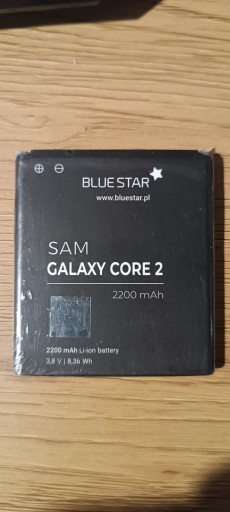 BLUE STAR
www.bluestar.pl
SAM
GALAXY CORE 2
2200 mAh
2200 mAh Li-ion battery
3,8 V | 8,36 Wh